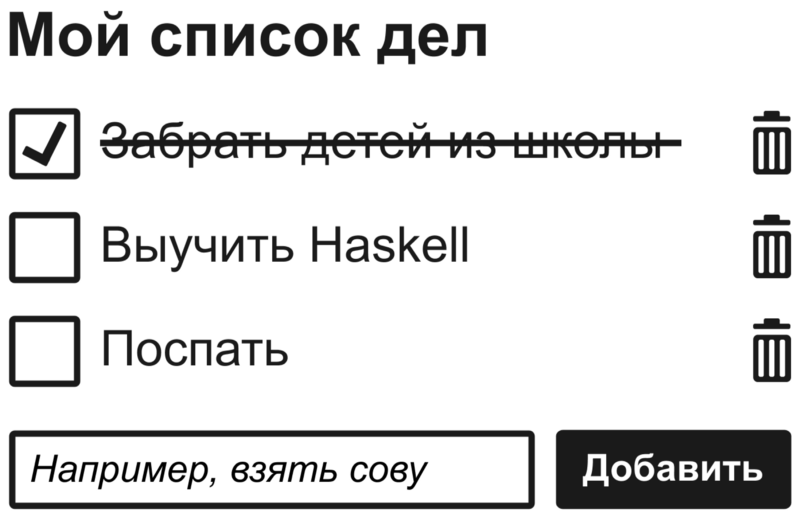 Мой список дел
Забрать детей из школы
Выучить Haskell
Поспать
Например, взять сову
Добавить